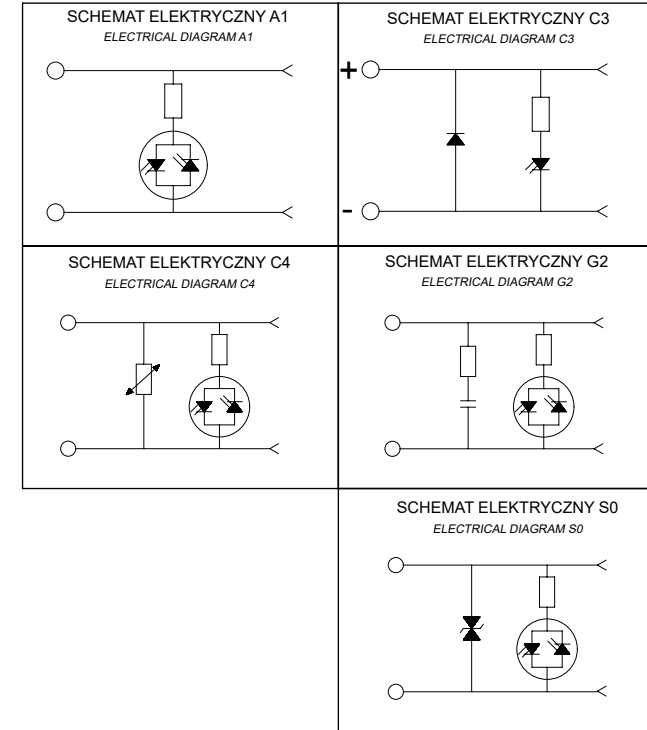 SCHEMAT ELEKTRYCZNY A1
ELECTRICAL DIAGRAM A1
SCHEMAT ELEKTRYCZNY C3
ELECTRICAL DIAGRAM C3
+
-
SCHEMAT ELEKTRYCZNY C4
ELECTRICAL DIAGRAM C4
SCHEMAT ELEKTRYCZNY G2
ELECTRICAL DIAGRAM G2
SCHEMAT ELEKTRYCZNY S0
ELECTRICAL DIAGRAM S0